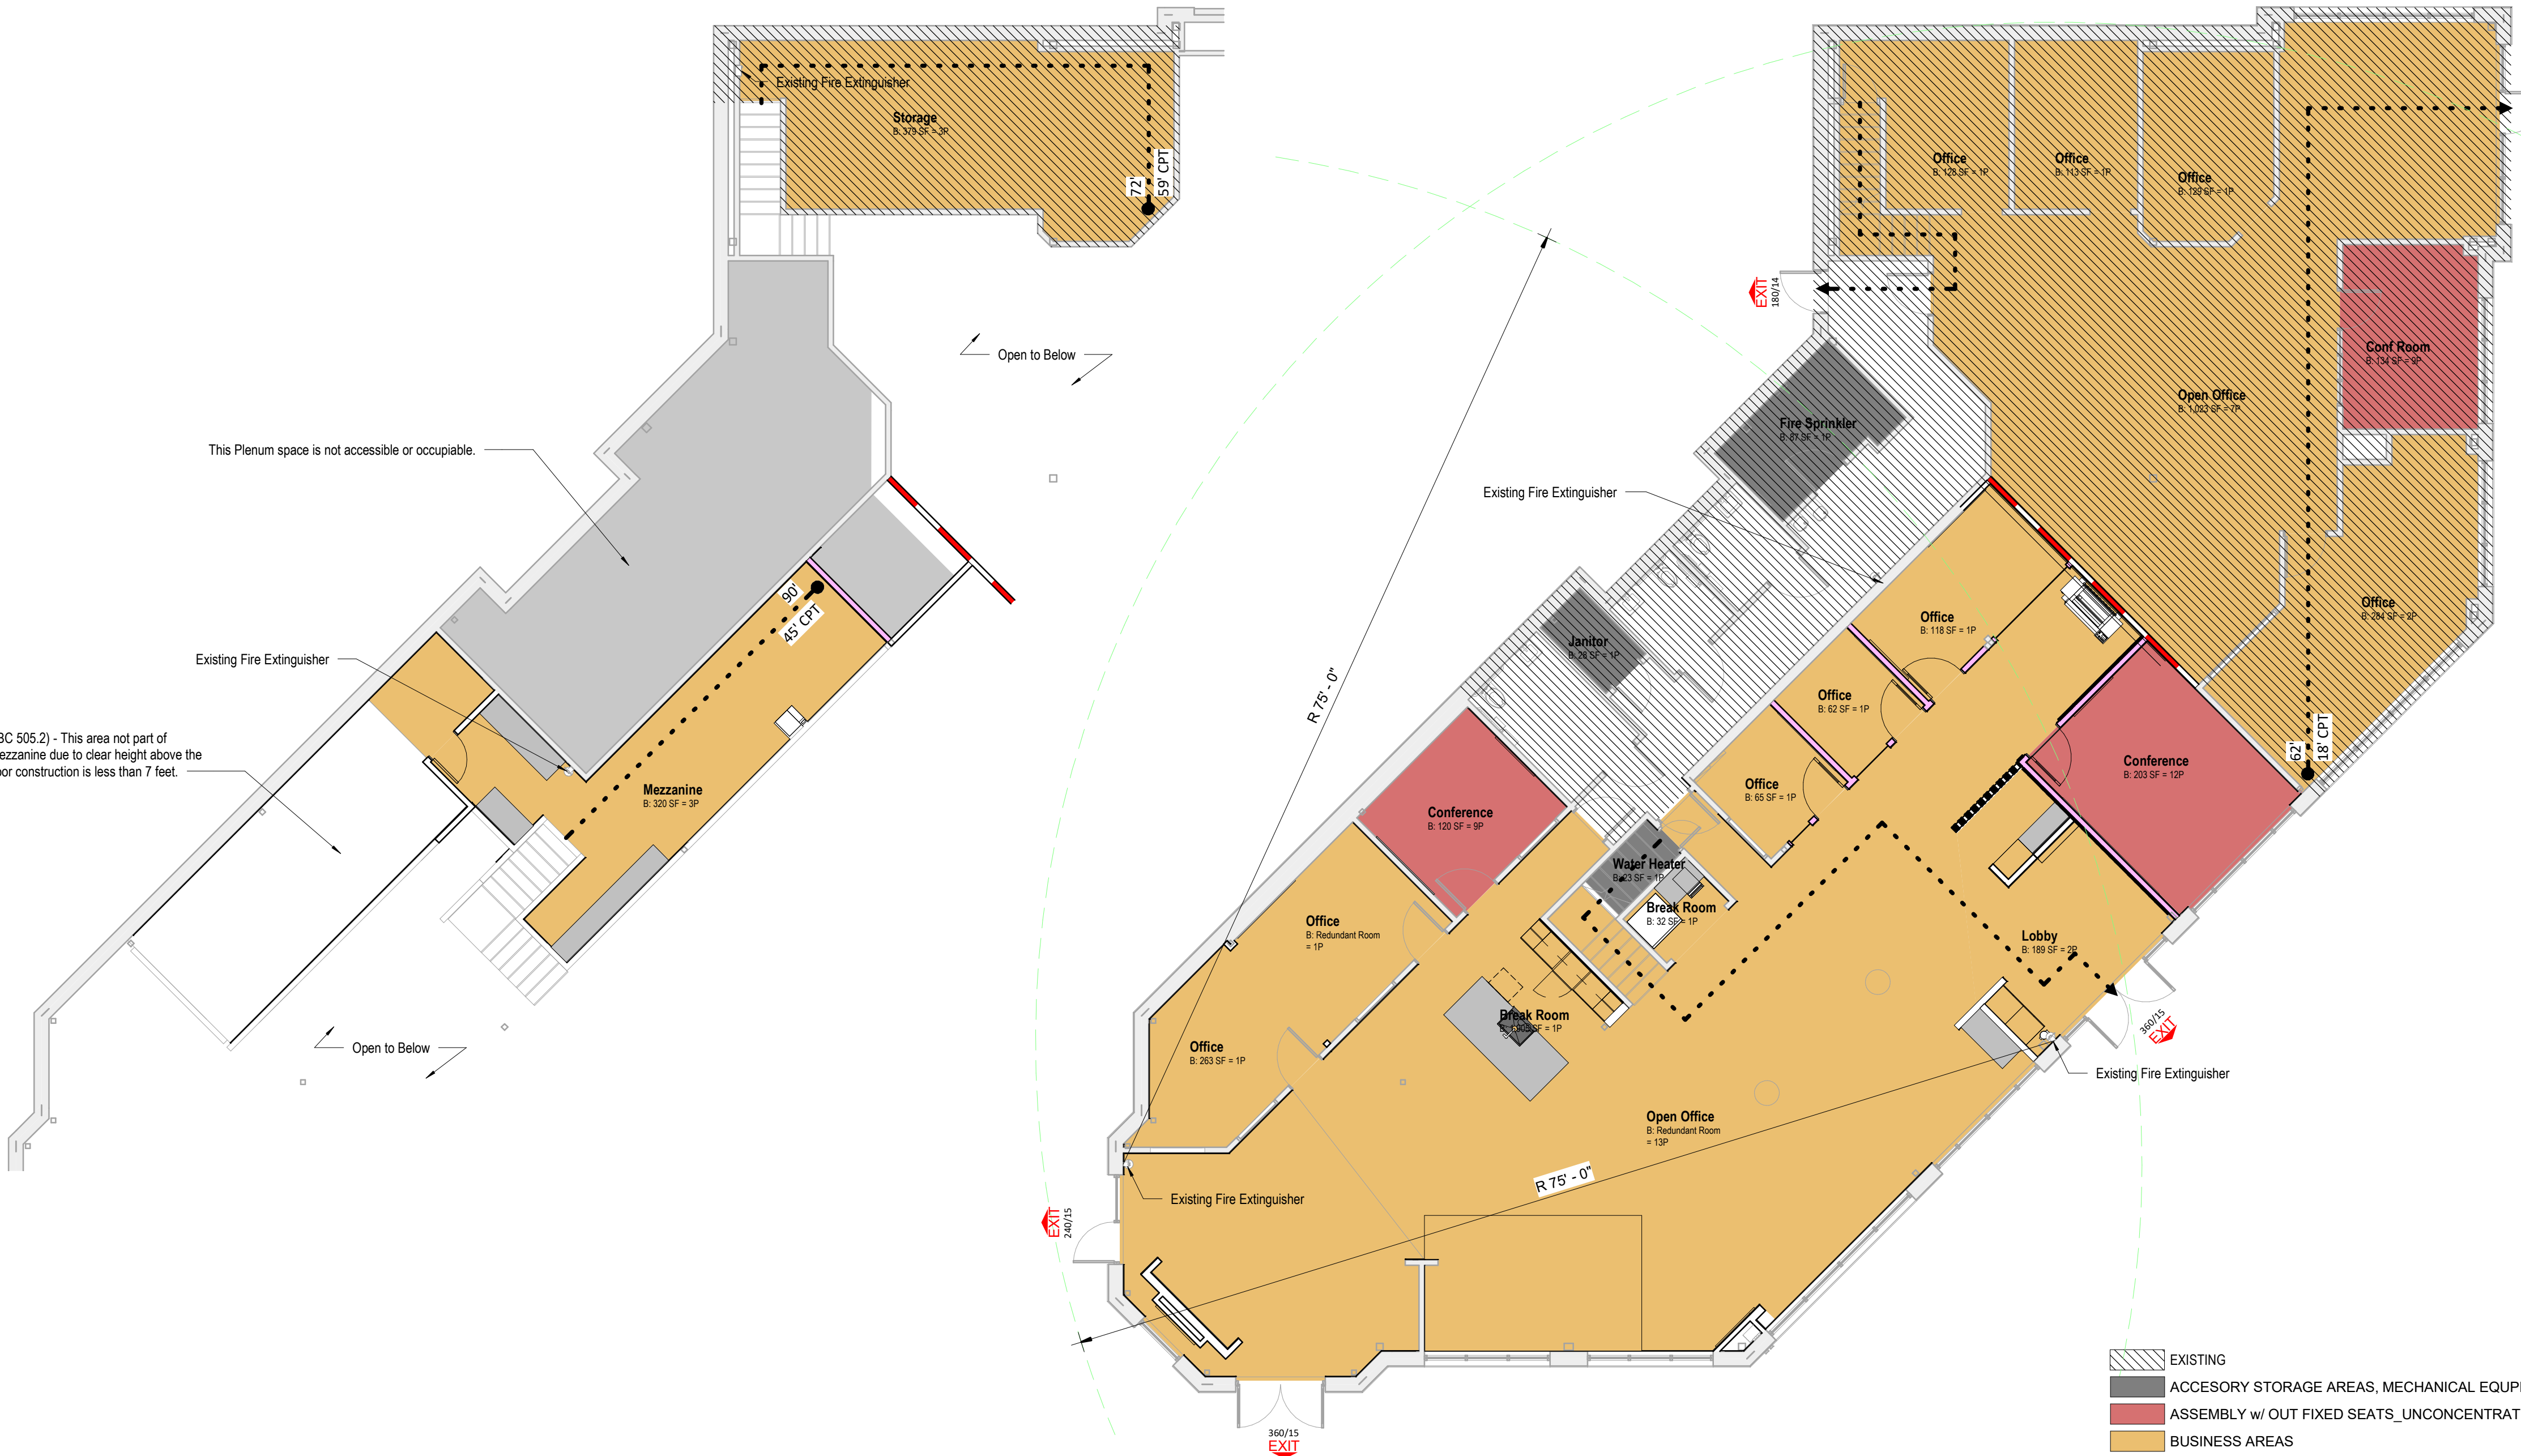 Existing Fire Extinguisher
Storage
B: 379 SF = 3P
72'
59' CPT
Open to Below
This Plenum space is not accessible or occupiable.
90'
45' CPT
Existing Fire Extinguisher
BC 505.2) - This area not part of
ezzanine due to clear height above the
oor construction is less than 7 feet.
Mezzanine
B: 320 SF = 3P
Open to Below
Office
B: 128 SF = 1P
Office
B: 113 SF = 1P
Office
B: 129 SF = 1P
EXIT
180/14
Conf Room
B: 134 SF = 9P
Open Office
B: 1,023 SF = 7P
Fire Sprinkler
B: 87 SF = 1P
Existing Fire Extinguisher
R 75' - 0"
Office
B: 284 SF = 2P
Office
B: 118 SF = 1P
Janitor
B: 28 SF = 1P
Office
B: 62 SF = 1P
62'
18' CPT
Conference
B: 203 SF = 12P
Office
B: 65 SF = 1P
Conference
B: 120 SF = 9P
Water Heater
B: 23 SF = 1P
Break Room
B: 32 SF = 1P
Office
B: Redundant Room
= 1P
Lobby
B: 189 SF = 2P
Break Room
SF = 1P
360/15
EXIT
Office
B: 263 SF = 1P
Existing Fire Extinguisher
Open Office
B: Redundant Room
= 13P
R 75' - 0"
Existing Fire Extinguisher
EXIT
240/15
360/15
EXIT
EXISTING
ACCESORY STORAGE AREAS, MECHANICAL EQUP
ASSEMBLY w/ OUT FIXED SEATS_UNCONCENTRAT
BUSINESS AREAS